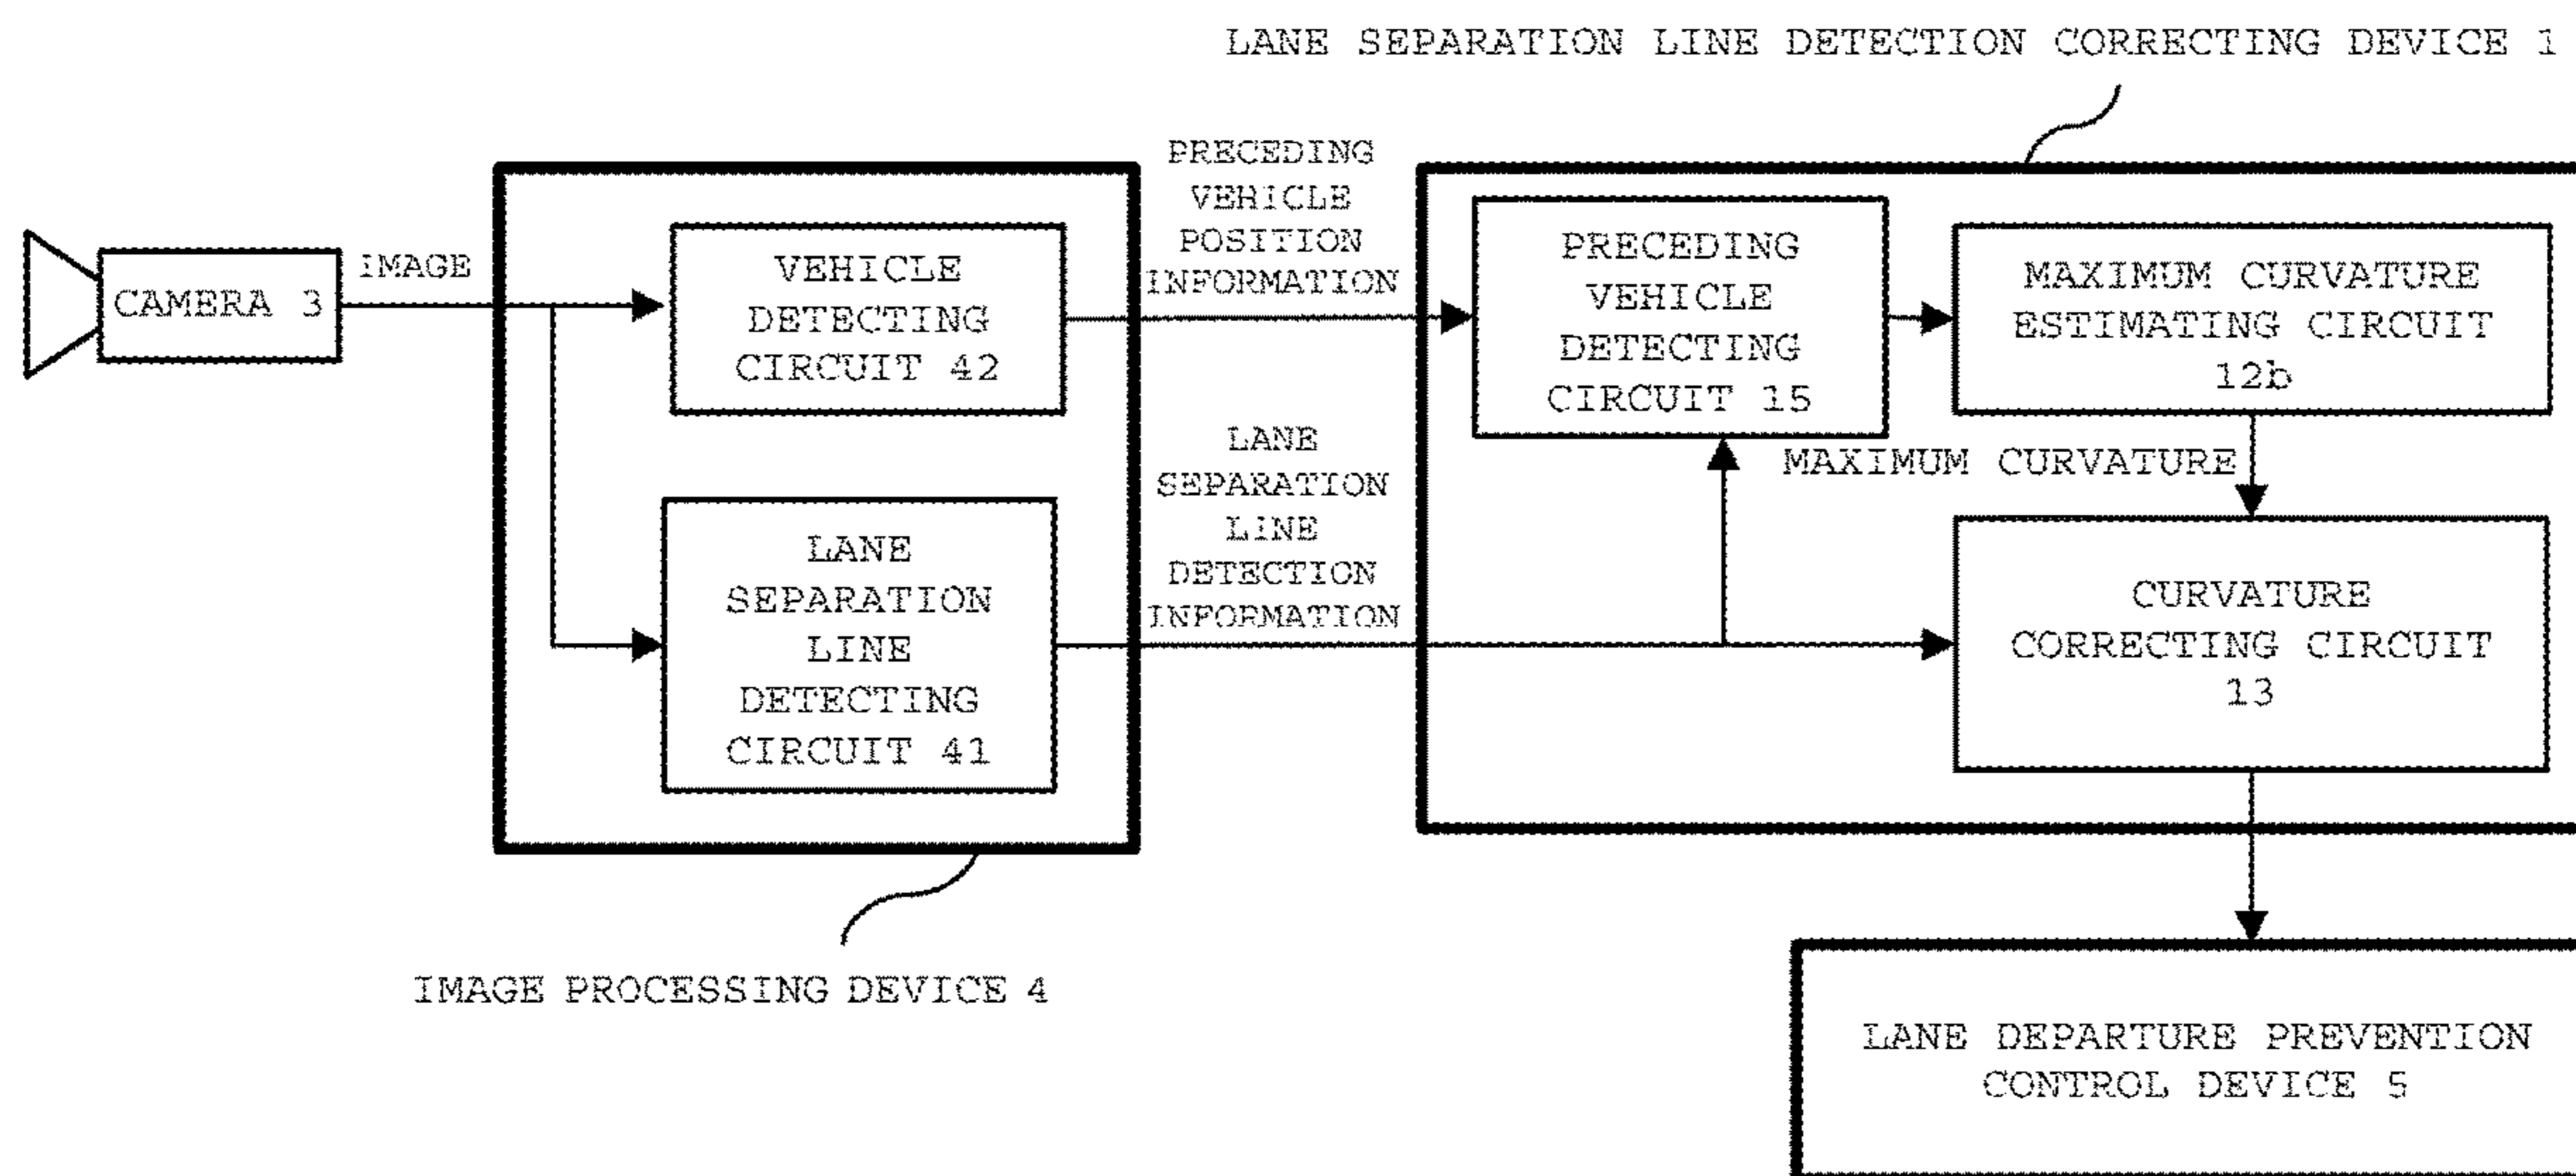 LANE SEPARATION LINE DETECTION CORRECTING DEVICE 1
CAMERA 3
IMAGE
VEHICLE
DETECTING
CIRCUIT 42
LANE
SEPARATION
LINE
DETECTING
CIRCUIT 41
IMAGE PROCESSING DEVICE 4
PRECEDING
VEHICLE
POSITION
INFORMATION
LANE
SEPARATION
LINE
DETECTION
INFORMATION
PRECEDING
VEHICLE
DETECTING
CIRCUIT 15
MAXIMUM CURVATURE
ESTIMATING CIRCUIT
12b
MAXIMUM CURVATURE
CURVATURE
CORRECTING CIRCUIT
13
LANE DEPARTURE PREVENTION
CONTROL DEVICE 5